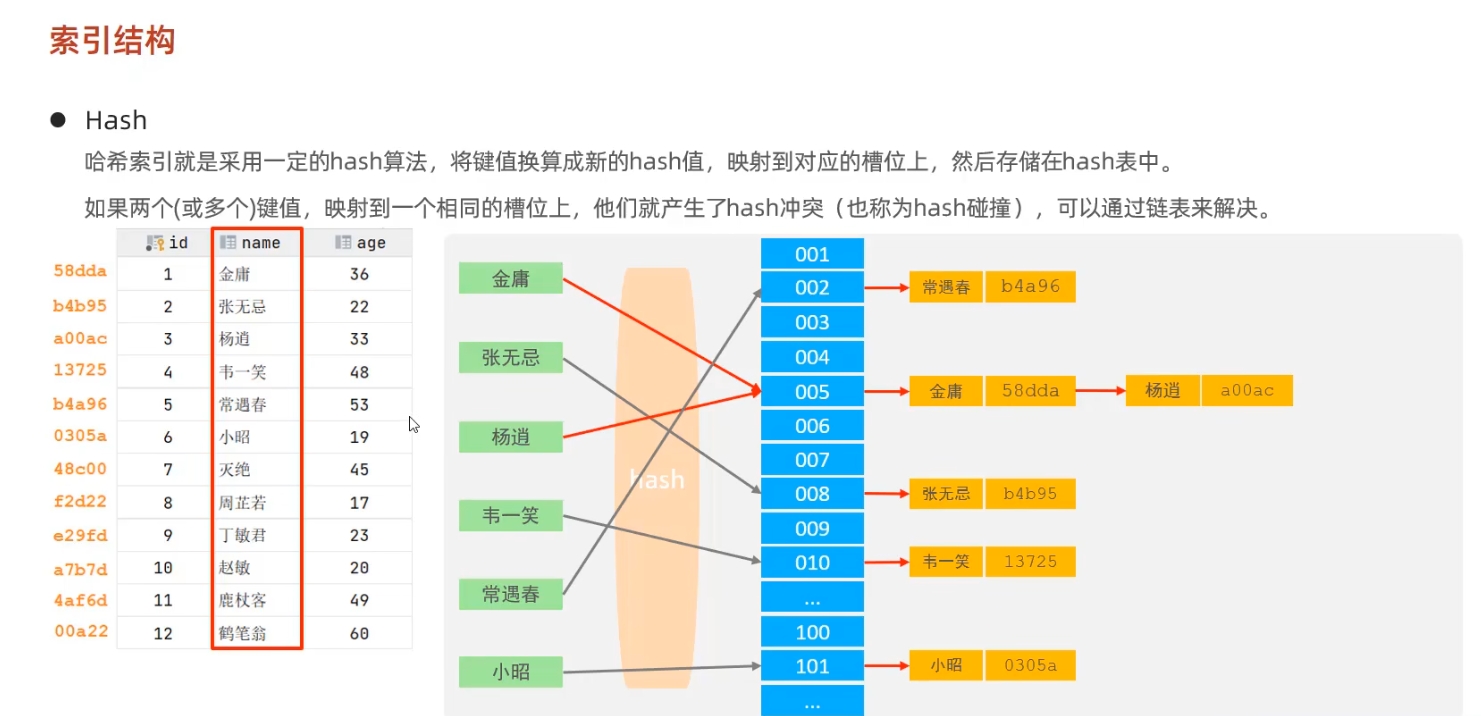 索引结构
● Hash
哈希索引就是采用一定的hash算法，将键值换算成新的hash值，映射到对应的槽位上，然后存储在hash表中。
如果两个(或多个)键值，映射到一个相同的槽位上，他们就产生了hash冲突（也称为hash碰撞），可以通过链表来解决。
id name age
58dda 1 金庸 36
b4b95 2 张无忌 22
a00ac 3 杨逍 33
13725 4 韦一笑 48
b4a96 5 常遇春 53
0305a 6 小昭 19
48c00 7 灭绝 45
f2d22 8 周芷若 17
e29fd 9 丁敏君 23
a7b7d 10 赵敏 20
4af6d 11 鹿杖客 49
00a22 12 鹤笔翁 60
金庸
张无忌
杨逍
韦一笑
常遇春
小昭
hash
001
002 常遇春 b4a96
003
004
005 金庸 58dda 杨逍 a00ac
006
007
008 张无忌 b4b95
009
010 韦一笑 13725
...
100
101 小昭 0305a
...